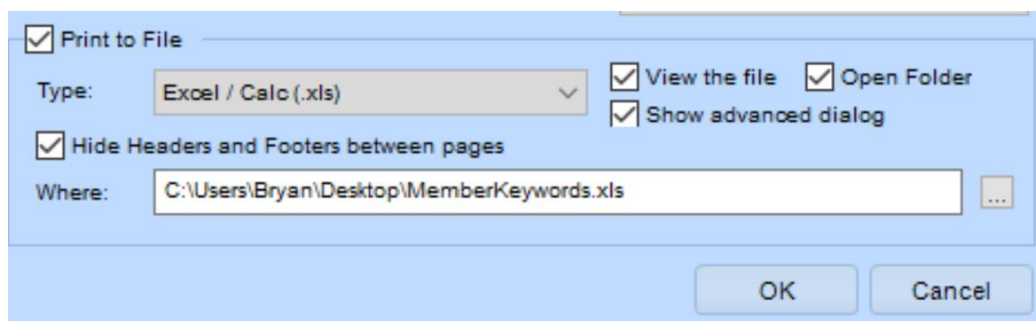 Print to File
Type: Excel / Calc (.xls) View the file Open Folder
Show advanced dialog
Hide Headers and Footers between pages
Where: C:\Users\Bryan\Desktop\MemberKeywords.xls ...
OK Cancel